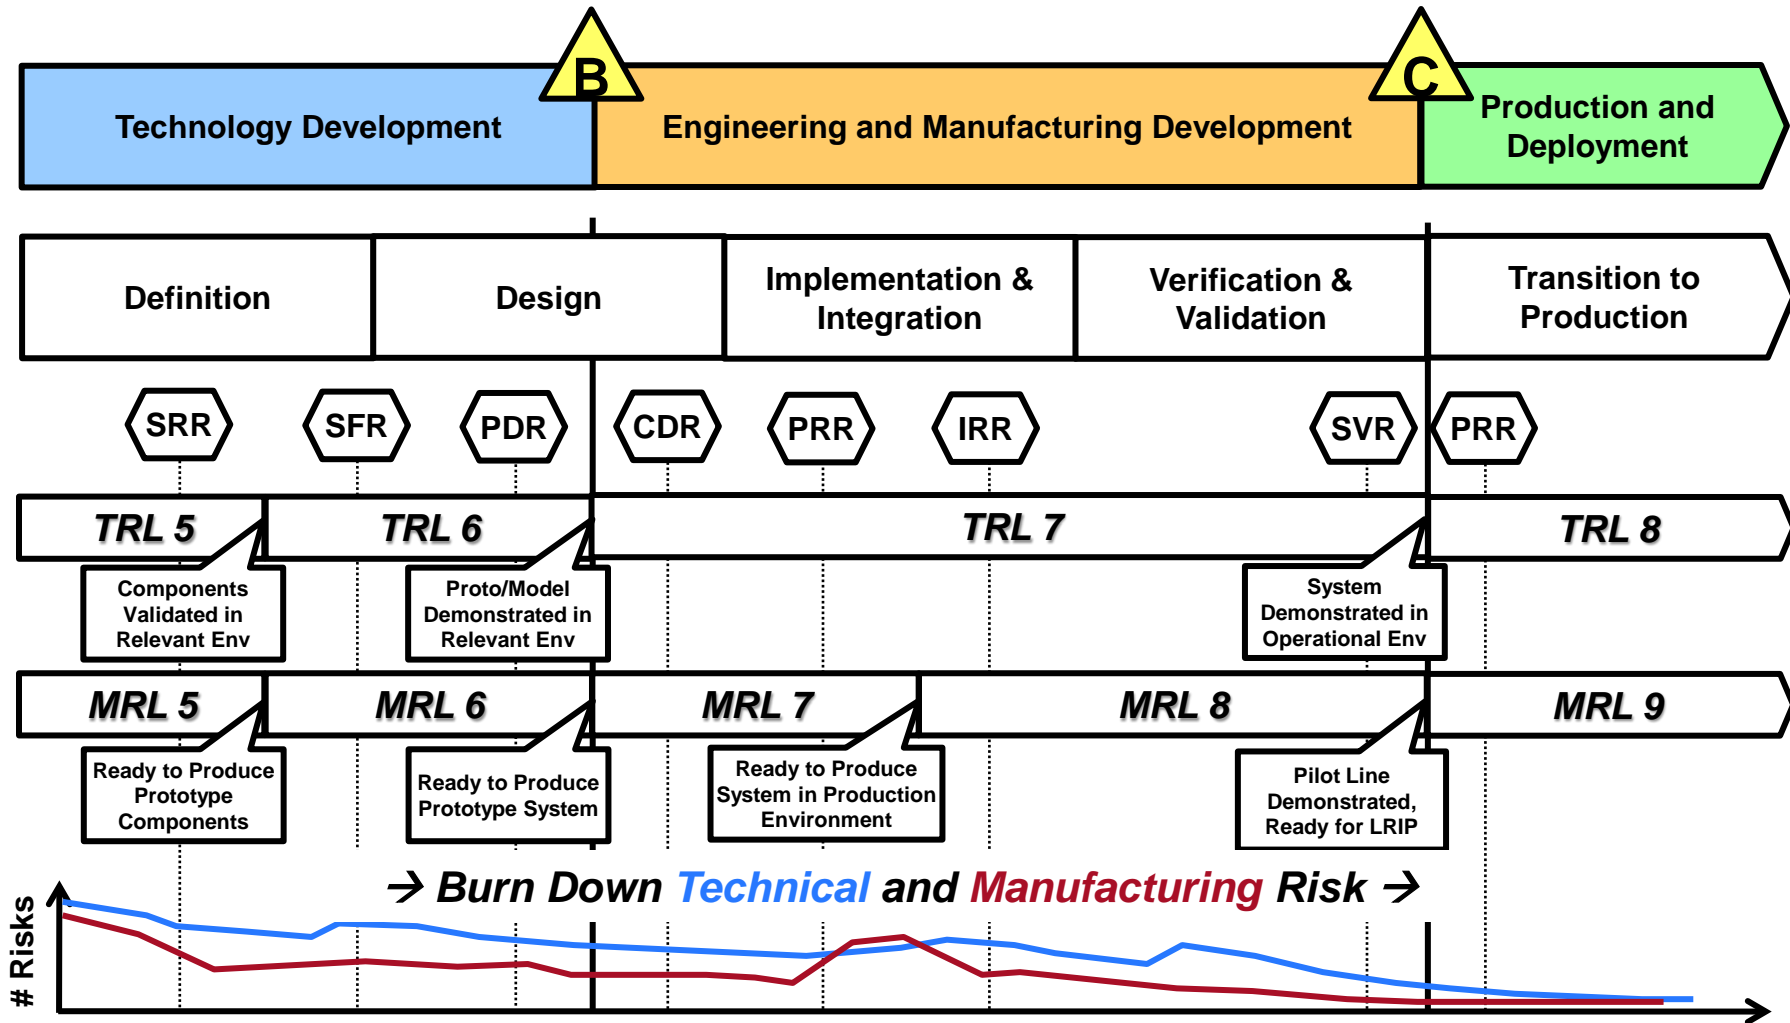 B
C
Technology Development
Engineering and Manufacturing Development
Production and
Deployment
Definition
Design
Implementation &
Integration
Verification &
Validation
Transition to
Production
SRR
SFR
PDR
CDR
PRR
IRR
SVR
PRR
TRL 5
TRL 6
TRL 7
TRL 8
Components
Validated in
Relevant Env
Proto/Model
Demonstrated in
Relevant Env
System
Demonstrated in
Operational Env
MRL 5
MRL 6
MRL 7
MRL 8
MRL 9
Ready to Produce
Prototype
Components
Ready to Produce
Prototype System
Ready to Produce
System in Production
Environment
Pilot Line
Demonstrated,
Ready for LRIP
→ Burn Down Technical and Manufacturing Risk →
# Risks